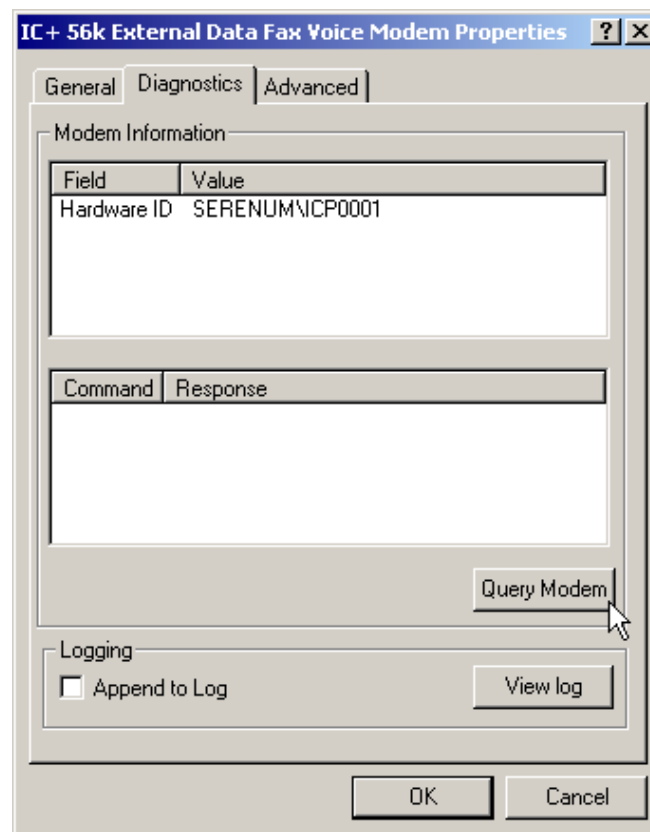 IC+ 56k External Data Fax Voice Modem Properties ? X
General Diagnostics Advanced
Modem Information
Field Value
Hardware ID SERENUM\ICP0001
Command Response
Query Modem
Logging
Append to Log View log
OK Cancel